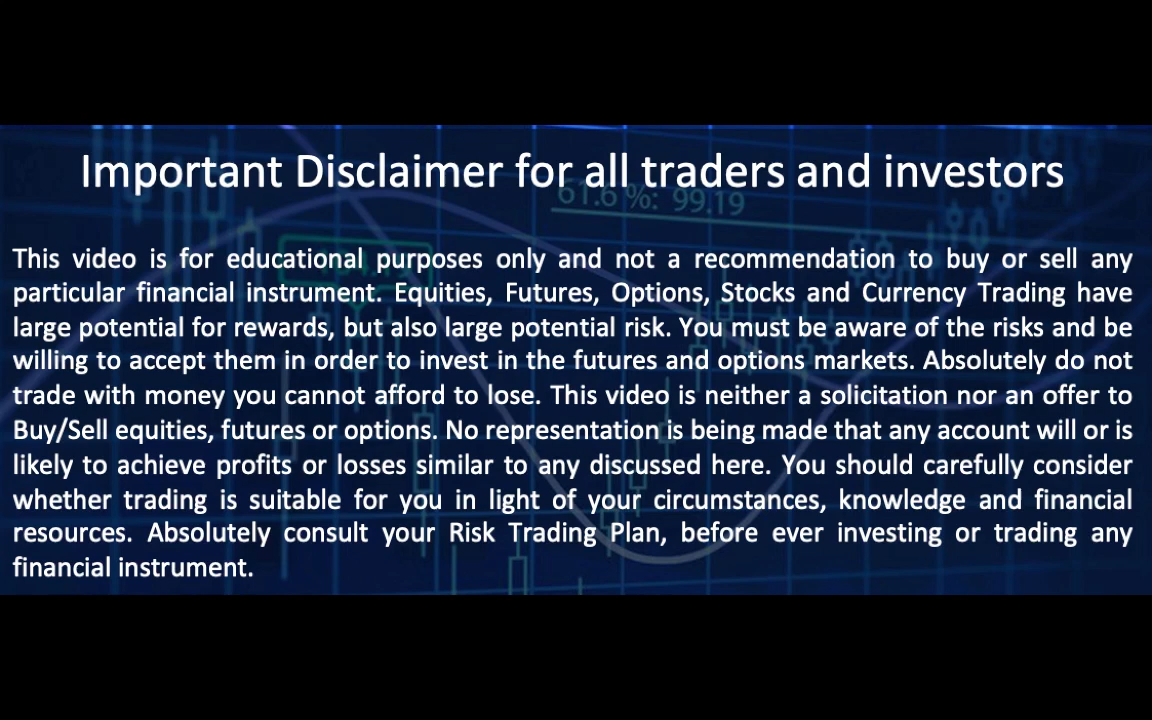 Important Disclaimer for all traders and investors
61.6 %: 99.19
This video is for educational purposes only and not a recommendation to buy or sell any
particular financial instrument. Equities, Futures, Options, Stocks and Currency Trading have
large potential for rewards, but also large potential risk. You must be aware of the risks and be
willing to accept them in order to invest in the futures and options markets. Absolutely do not
trade with money you cannot afford to lose. This video is neither a solicitation nor an offer to
Buy/Sell equities, futures or options. No representation is being made that any account will or is
likely to achieve profits or losses similar to any discussed here. You should carefully consider
whether trading is suitable for you in light of your circumstances, knowledge and financial
resources. Absolutely consult your Risk Trading Plan, before ever investing or trading any
financial instrument.